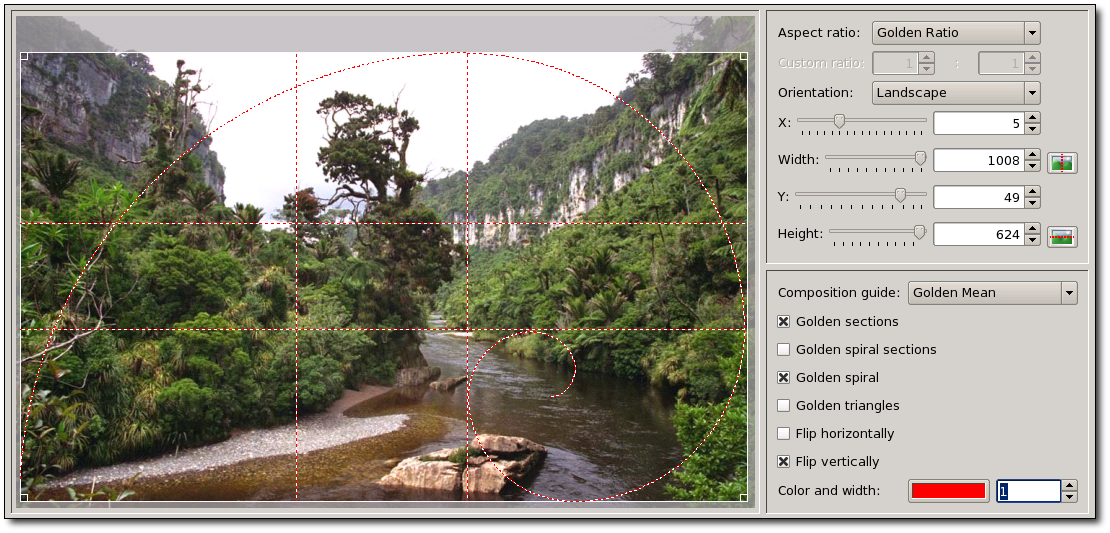 Aspect ratio: Golden Ratio
Custom ratio: 1 : 1
Orientation: Landscape
X: 5
Width: 1008
Y: 49
Height: 624
Composition guide: Golden Mean
Golden sections
Golden spiral sections
Golden spiral
Golden triangles
Flip horizontally
Flip vertically
Color and width: 1